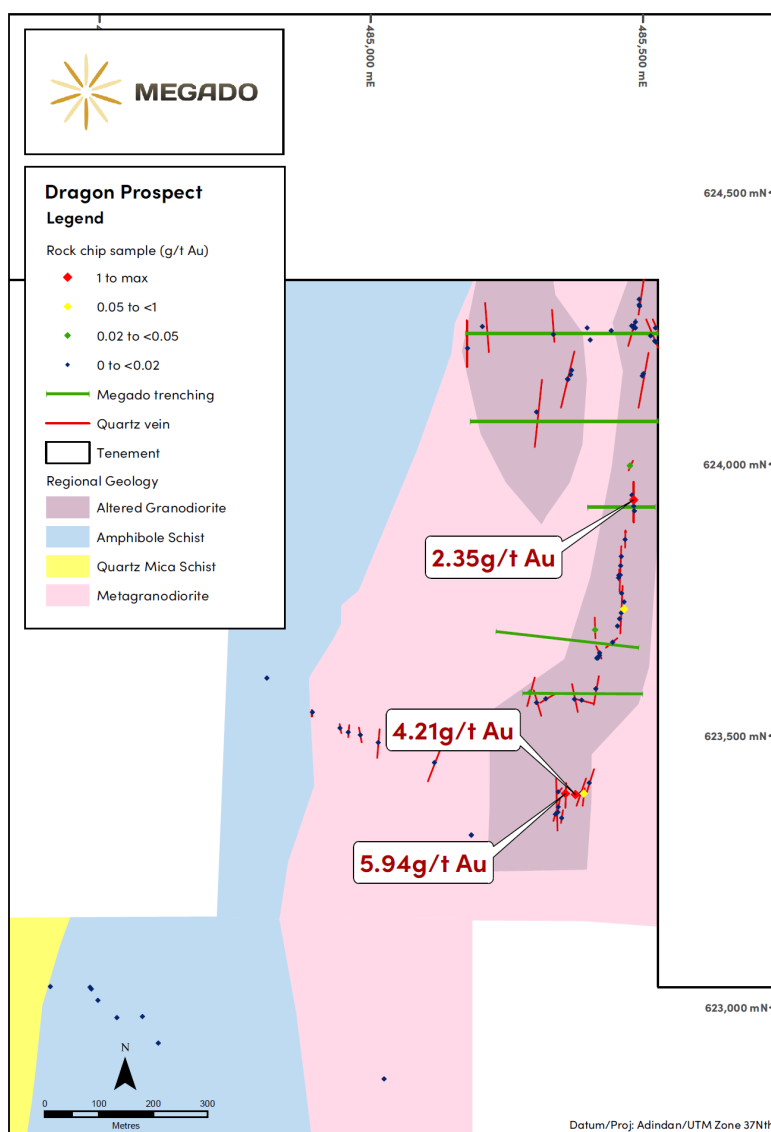 485,000 mE
485,500 mE
MEGADO
624,500 mN
Dragon Prospect
Legend
Rock chip sample (g/t Au)
1 to max
0.05 to <1
0.02 to <0.05
0 to <0.02
Megado trenching
Quartz vein
Tenement
Regional Geology
Altered Granodiorite
Amphibole Schist
Quartz Mica Schist
Metagranodiorite
624,000 mN
2.35g/t Au
4.21g/t Au
623,500 mN
5.94g/t Au
623,000 mN
N
0 100 200 300
Metres
Datum/Proj: Adindan/UTM Zone 37Nth